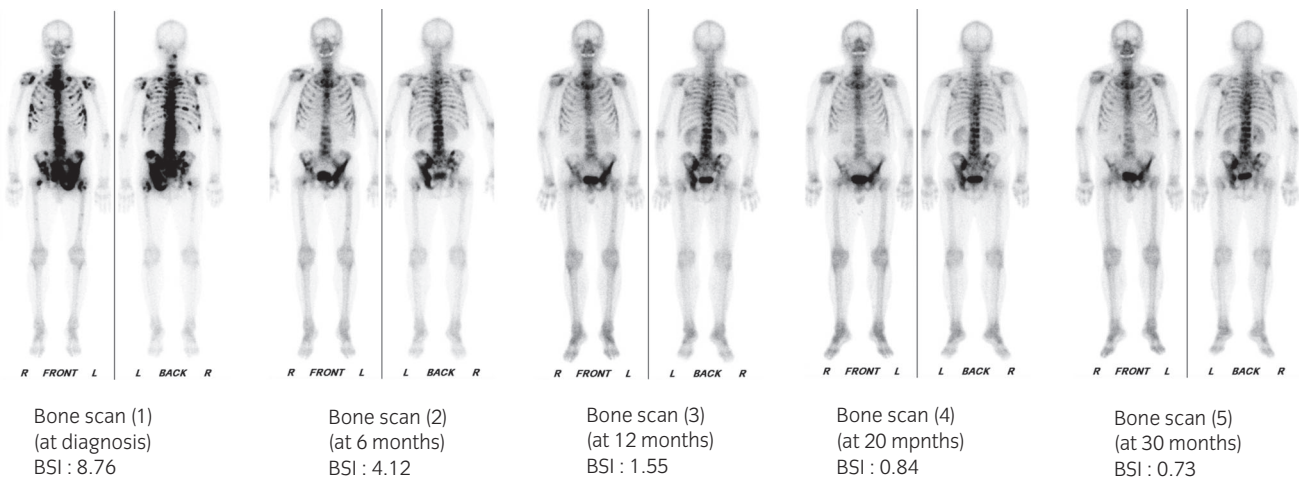 R FRONT L L BACK R R FRONT L L BACK R R FRONT L L BACK R R FRONT L L BACK R R FRONT L L BACK R
Bone scan (1)
(at diagnosis)
BSI : 8.76
Bone scan (2)
(at 6 months)
BSI : 4.12
Bone scan (3)
(at 12 months)
BSI : 1.55
Bone scan (4)
(at 20 mpnths)
BSI : 0.84
Bone scan (5)
(at 30 months)
BSI : 0.73